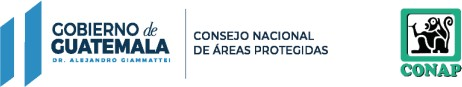 GOBIERNO de
GUATEMALA
DR. ALEJANDRO GIAMMATTEI
CONSEJO NACIONAL
DE ÁREAS PROTEGIDAS
CONAP